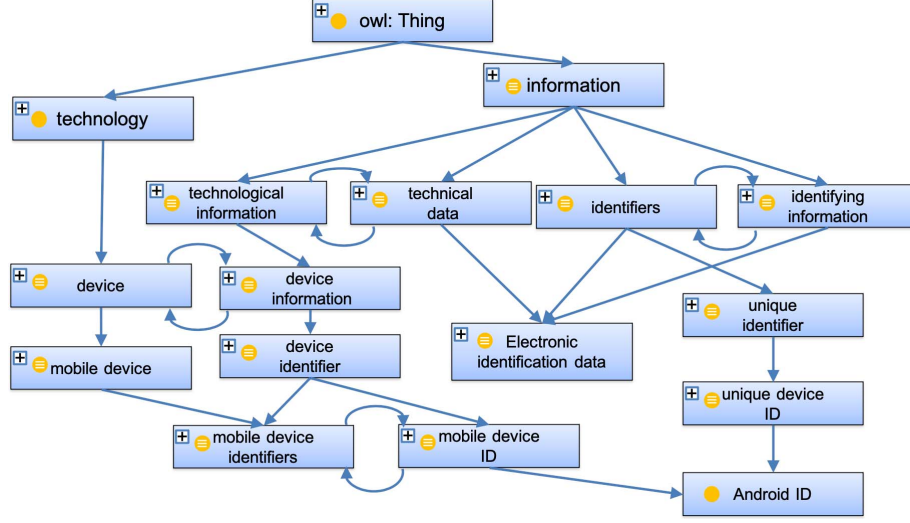 owl: Thing
information
technology
technological
information
technical
data
identifiers
identifying
information
device
device
information
unique
identifier
Electronic
identification data
mobile device
device
identifier
unique device
ID
mobile device
identifiers
mobile device
ID
Android ID